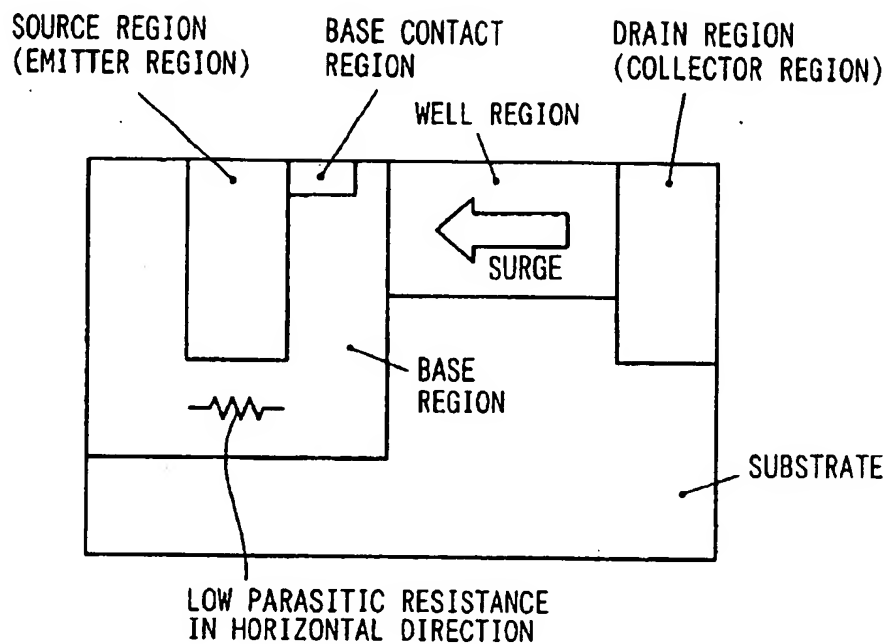 SOURCE REGION
(EMITTER REGION)
BASE CONTACT
REGION
DRAIN REGION
(COLLECTOR REGION)
WELL REGION
SURGE
BASE
REGION
SUBSTRATE
LOW PARASITIC RESISTANCE
IN HORIZONTAL DIRECTION